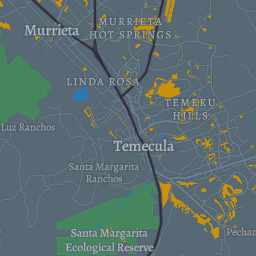 MURRIETA
Murrieta
HOT SPRINGS
LINDA ROSA
TEMEKU
HILLS
Luz Ranchos
Temecula
Santa Margarita
Ranchos
Santa Margarita
Ecological Reserve
Pechan